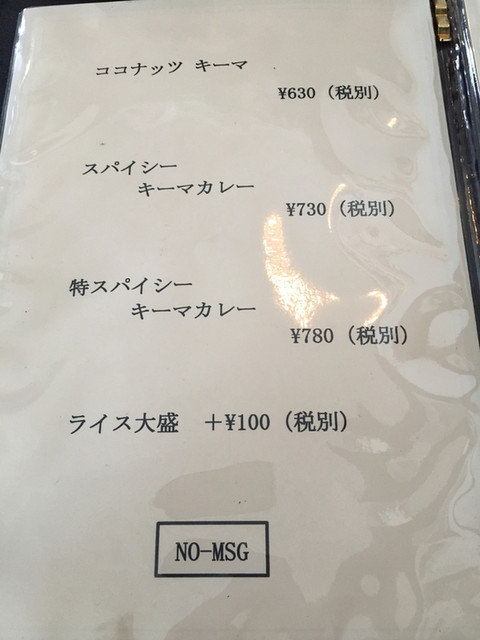 ココナッツ キーマ
¥630（税別）
スパイシー
キーマカレー
¥730（税別）
特スパイシー
キーマカレー
¥780（税別）
ライス大盛　＋¥100（税別）
NO-MSG